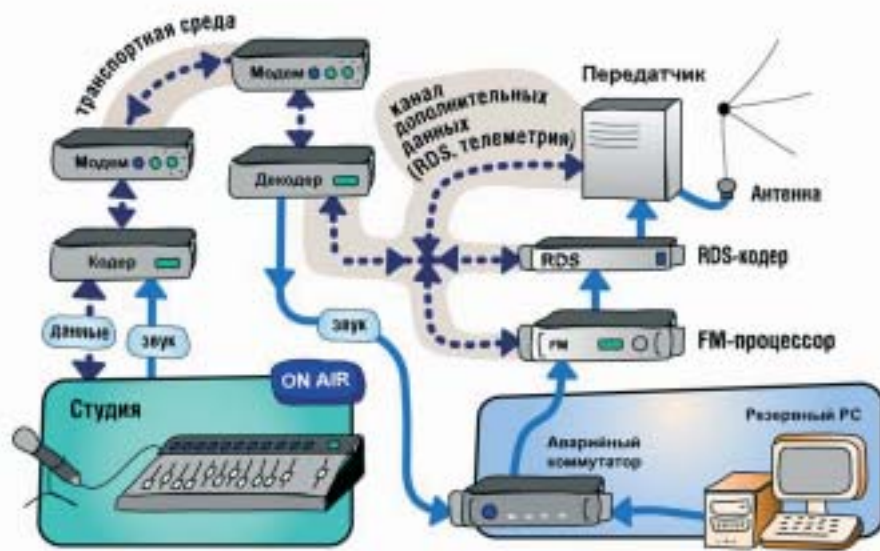 транспортная среда
Модем
Модем
Кодер
данные
звук
Студия
ON AIR
Декодер
звук
канал
дополнительных
данных
(RDS, телеметрия)
Передатчик
Антенна
RDS
RDS-кодер
FM
FM-процессор
Аварийный
коммутатор
Резервный PC